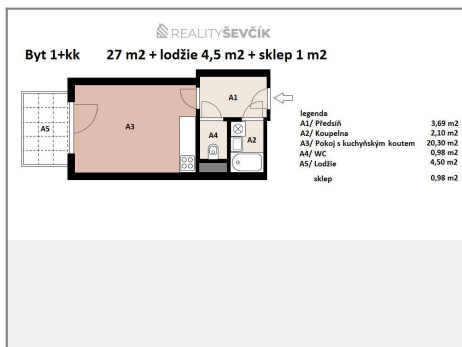 REALITYŠEVČÍK
Byt 1+kk 27 m2 + lodžie 4,5 m2 + sklep 1 m2
A1
A5
A3
A4
A2
legenda
A1/ Předsíň 3,69 m2
A2/ Koupelna 2,10 m2
A3/ Pokoj s kuchyňským koutem 20,30 m2
A4/ WC 0,98 m2
A5/ Lodžie 4,50 m2
sklep 0,98 m2